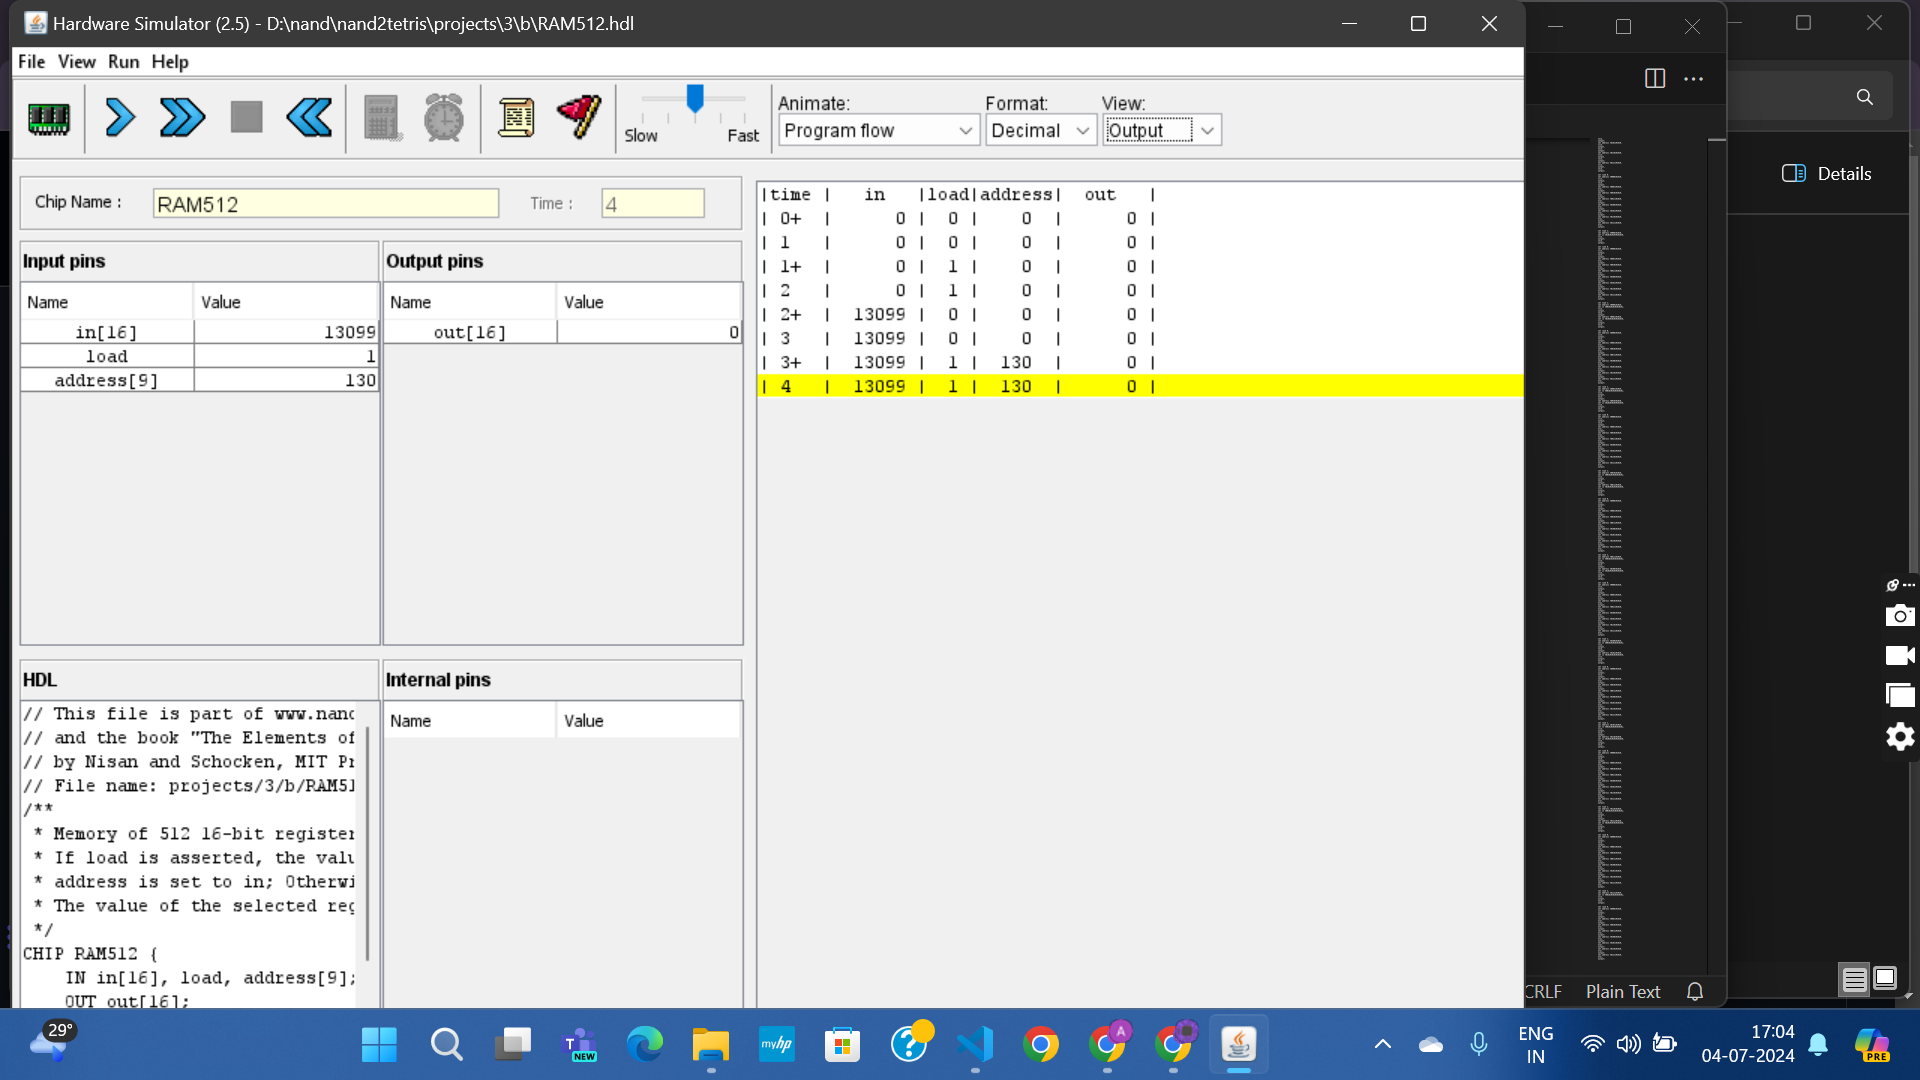 Hardware Simulator (2.5) - D:\nand\nand2tetris\projects\3\b\RAM512.hdl
File View Run Help
Slow Fast
Animate: Format: View:
Program flow Decimal Output
Details
Chip Name : RAM512 Time : 4
Input pins Output pins
Name Value Name Value
in[16] 13099 out[16] 0
load 1
address[9] 130
|time | in |load|address| out |
| 0+ | 0 | 0 | 0 | 0 |
| 1 | 0 | 0 | 0 | 0 |
| 1+ | 0 | 1 | 0 | 0 |
| 2 | 0 | 1 | 0 | 0 |
| 2+ | 13099 | 0 | 0 | 0 |
| 3 | 13099 | 0 | 0 | 0 |
| 3+ | 13099 | 1 | 130 | 0 |
| 4 | 13099 | 1 | 130 | 0 |
HDL Internal pins
Name Value
// This file is part of www.nand
// and the book "The Elements of
// by Nisan and Schocken, MIT Pr
// File name: projects/3/b/RAM51
/**
* Memory of 512 16-bit register
* If load is asserted, the valu
* address is set to in; Otherwi
* The value of the selected reg
*/
CHIP RAM512 {
IN in[16], load, address[9];
OUT out[16];
CRLF Plain Text
29°
T NEW myhp ? A
ENG
IN
17:04
04-07-2024
PRE